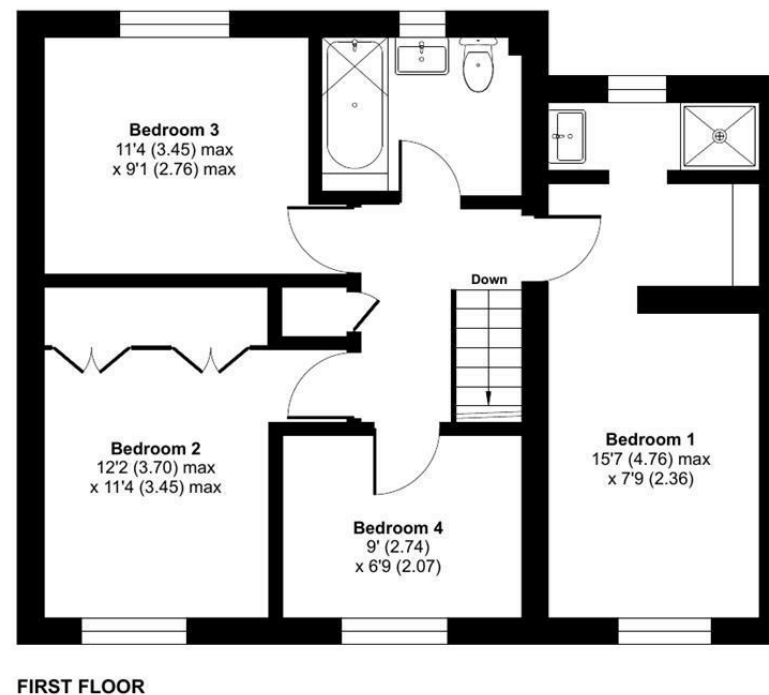 Bedroom 3
11'4 (3.45) max
x 9'1 (2.76) max
Down
Bedroom 2
12'2 (3.70) max
x 11'4 (3.45) max
Bedroom 1
15'7 (4.76) max
x 7'9 (2.36)
Bedroom 4
9' (2.74)
x 6'9 (2.07)
FIRST FLOOR